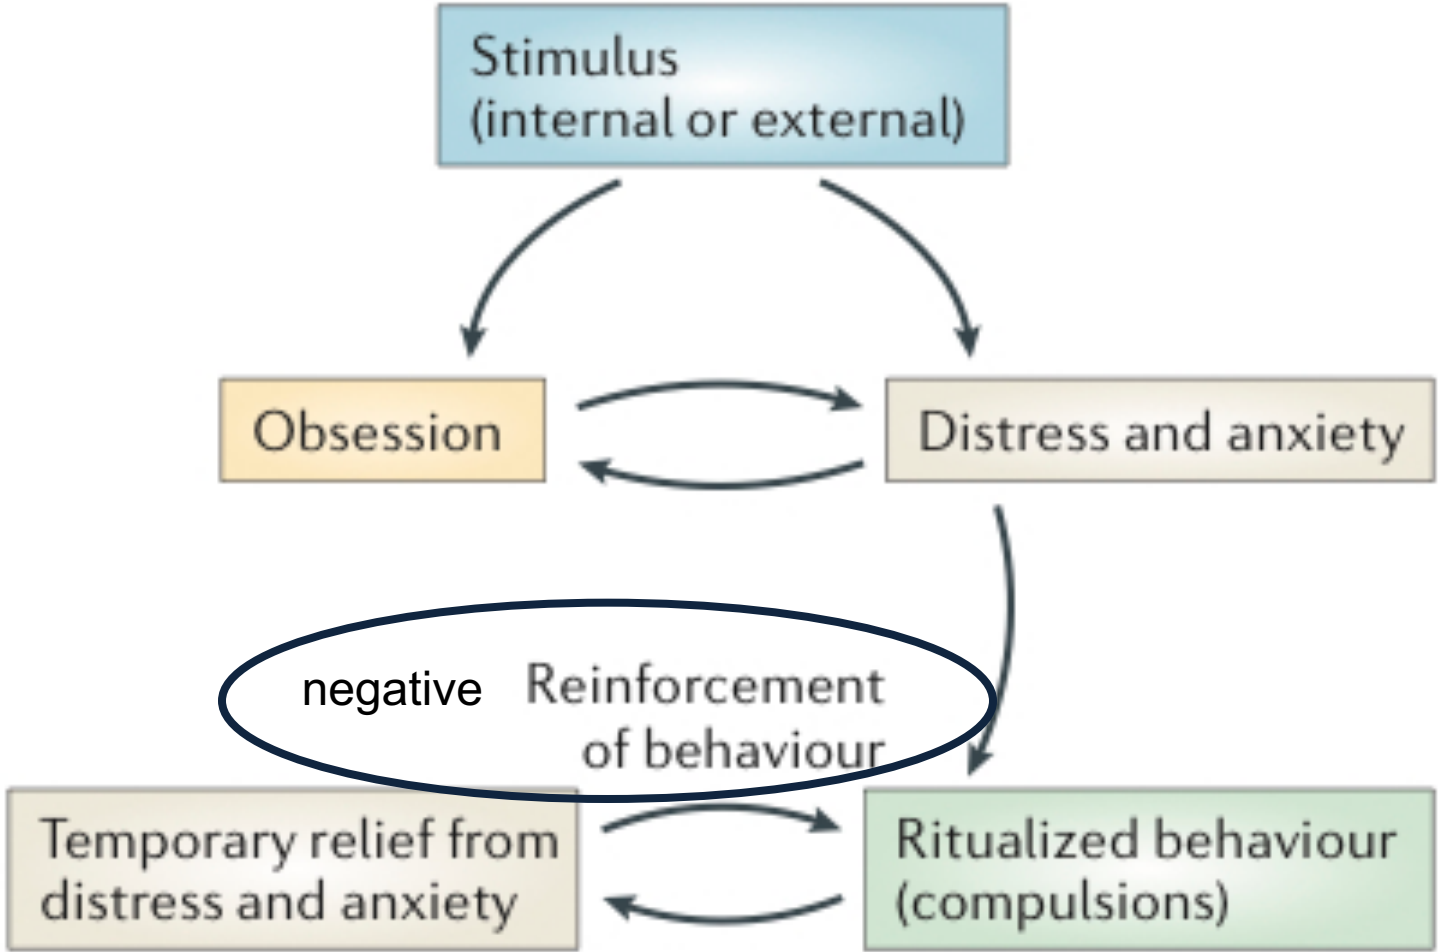 Stimulus
(internal or external)
Obsession
Distress and anxiety
negative Reinforcement
of behaviour
Temporary relief from
distress and anxiety
Ritualized behaviour
(compulsions)